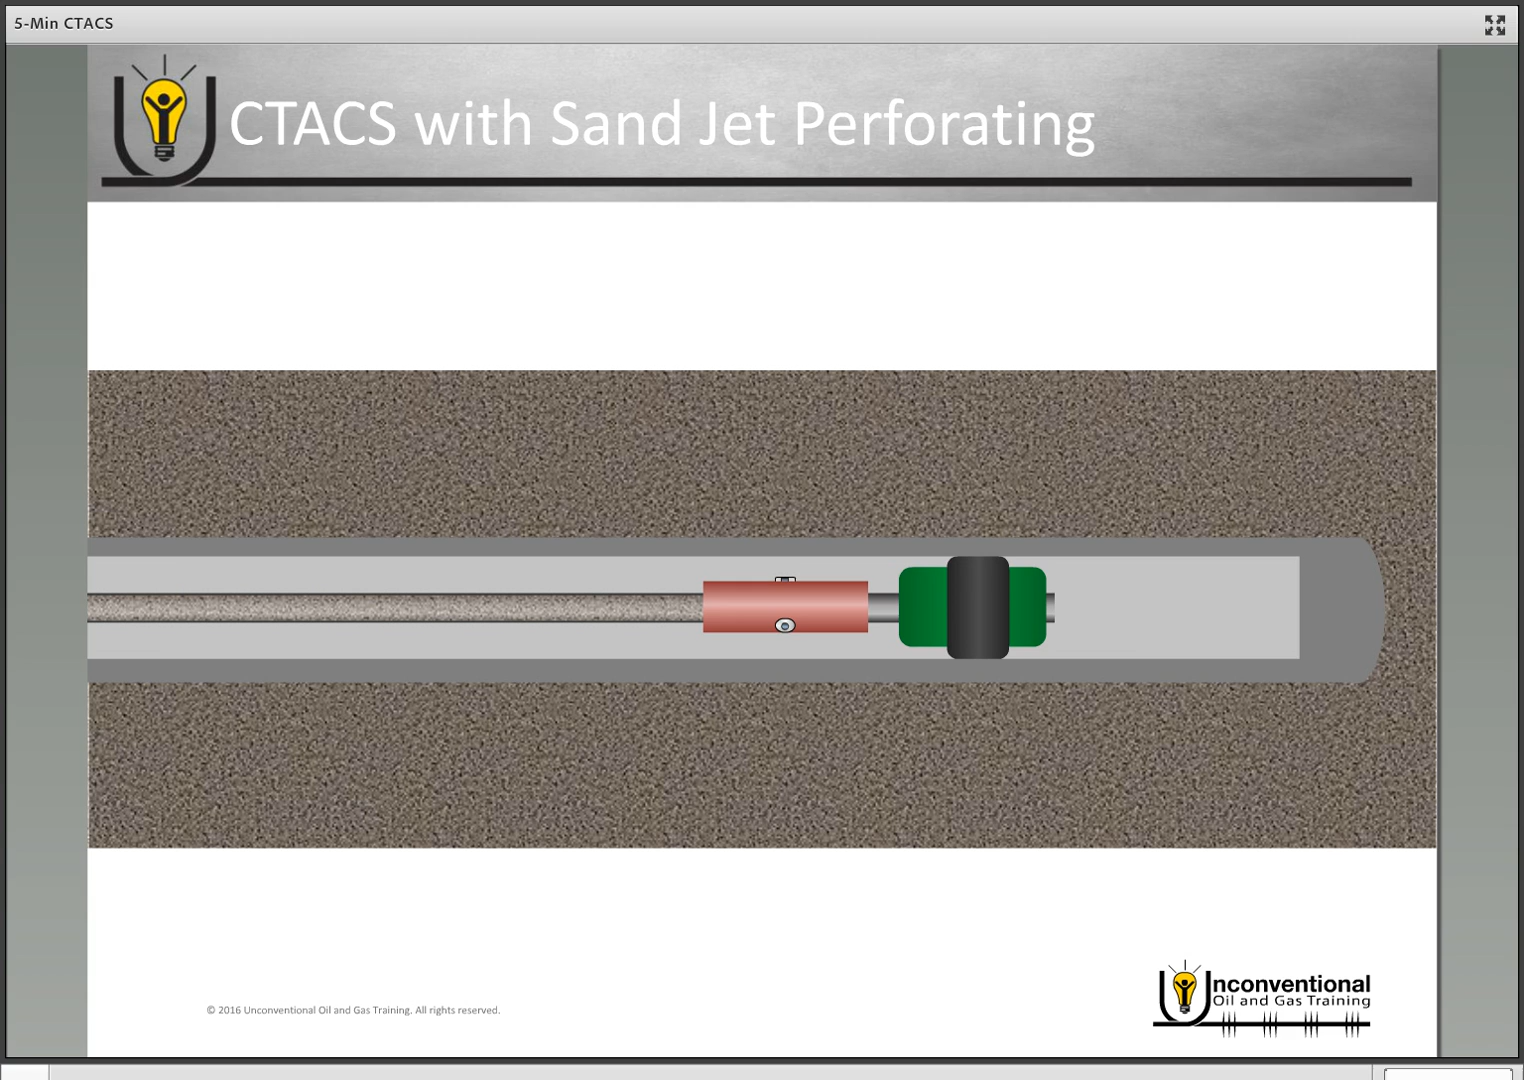 5-Min CTACS
CTACS with Sand Jet Perforating
Unconventional
Oil and Gas Training
© 2016 Unconventional Oil and Gas Training. All rights reserved.